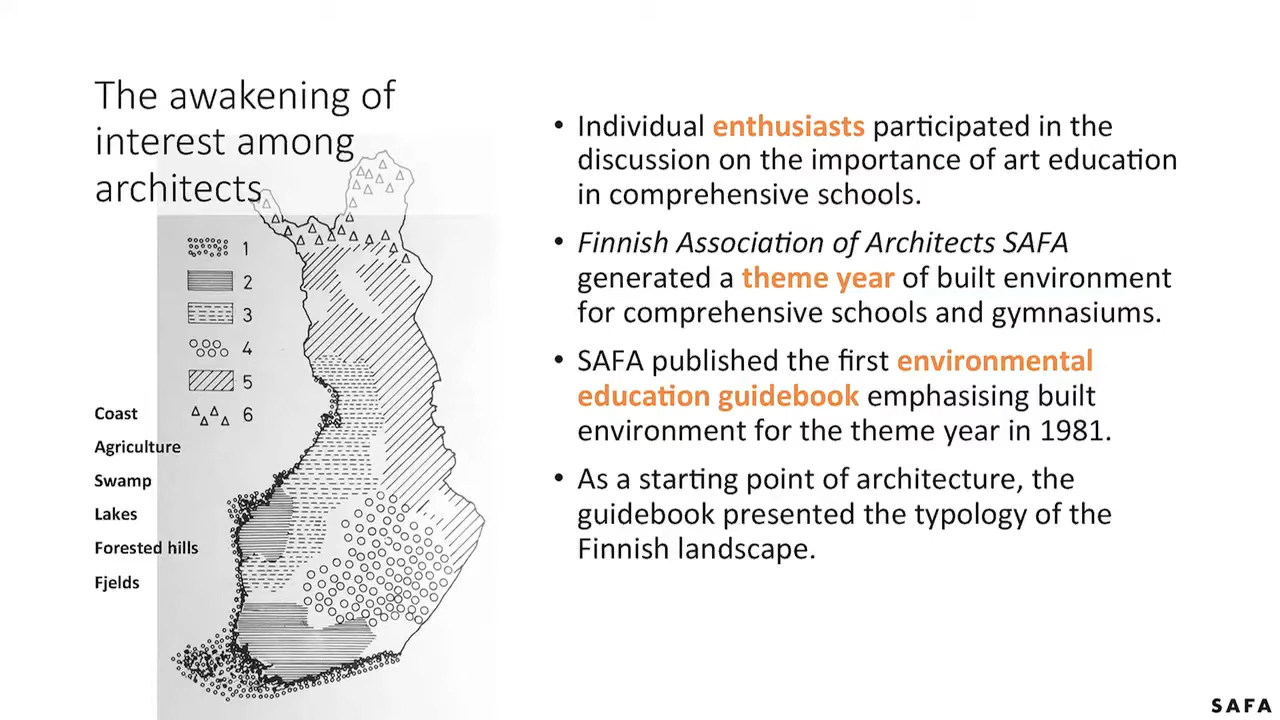 The awakening of
interest among
architects
1
2
3
4
5
6
Coast
Agriculture
Swamp
Lakes
Forested hills
Fjelds
• Individual enthusiasts participated in the
discussion on the importance of art education
in comprehensive schools.
• Finnish Association of Architects SAFA
generated a theme year of built environment
for comprehensive schools and gymnasiums.
• SAFA published the first environmental
education guidebook emphasising built
environment for the theme year in 1981.
• As a starting point of architecture, the
guidebook presented the typology of the
Finnish landscape.
SAFA